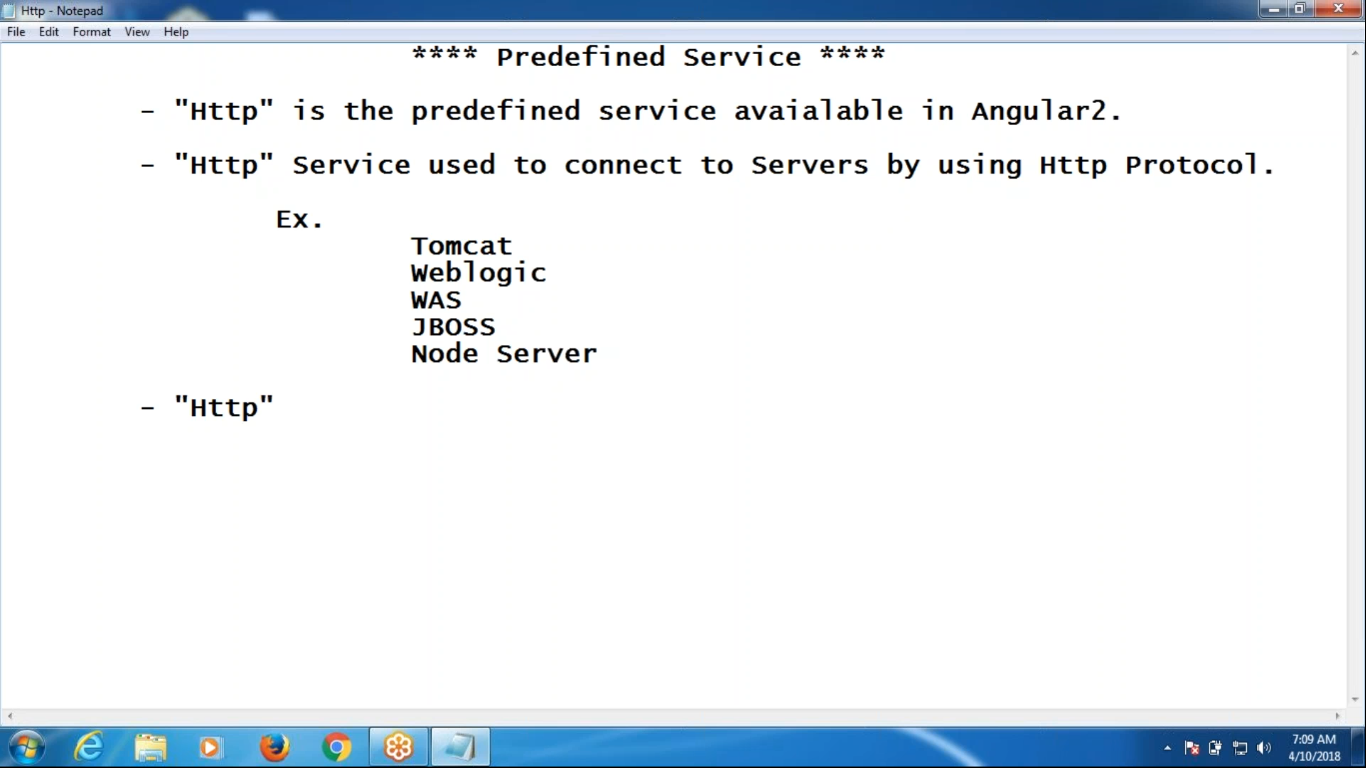 Http - Notepad
File Edit Format View Help
**** Predefined Service ****
- "Http" is the predefined service avaialable in Angular2.
- "Http" Service used to connect to Servers by using Http Protocol.
Ex.
Tomcat
Weblogic
WAS
JBOSS
Node Server
- "Http"
7:09 AM
4/10/2018